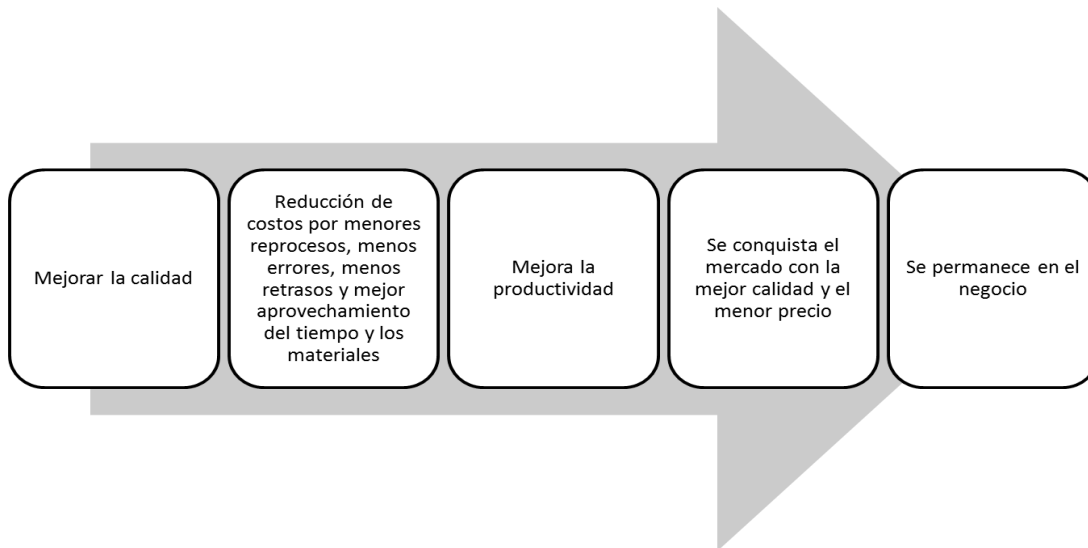 Mejorar la calidad
Reducción de
costos por menores
reprocesos, menos
errores, menos
retrasos y mejor
aprovechamiento
del tiempo y los
materiales
Mejora la
productividad
Se conquista el
mercado con la
mejor calidad y el
menor precio
Se permanece en el
negocio